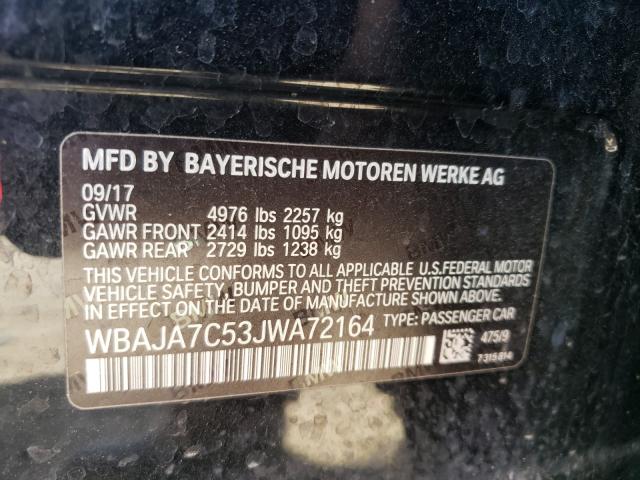 MFD BY BAYERISCHE MOTOREN WERKE AG
09/17
GVWR 4976 lbs 2257 kg
GAWR FRONT 2414 lbs 1095 kg
GAWR REAR 2729 lbs 1238 kg
THIS VEHICLE CONFORMS TO ALL APPLICABLE U.S.FEDERAL MOTOR
VEHICLE SAFETY, BUMPER AND THEFT PREVENTION STANDARDS
IN EFFECT ON THE DATE OF MANUFACTURE SHOWN ABOVE.
WBAJA7C53JWA72164 TYPE: PASSENGER CAR
475/9
7315814